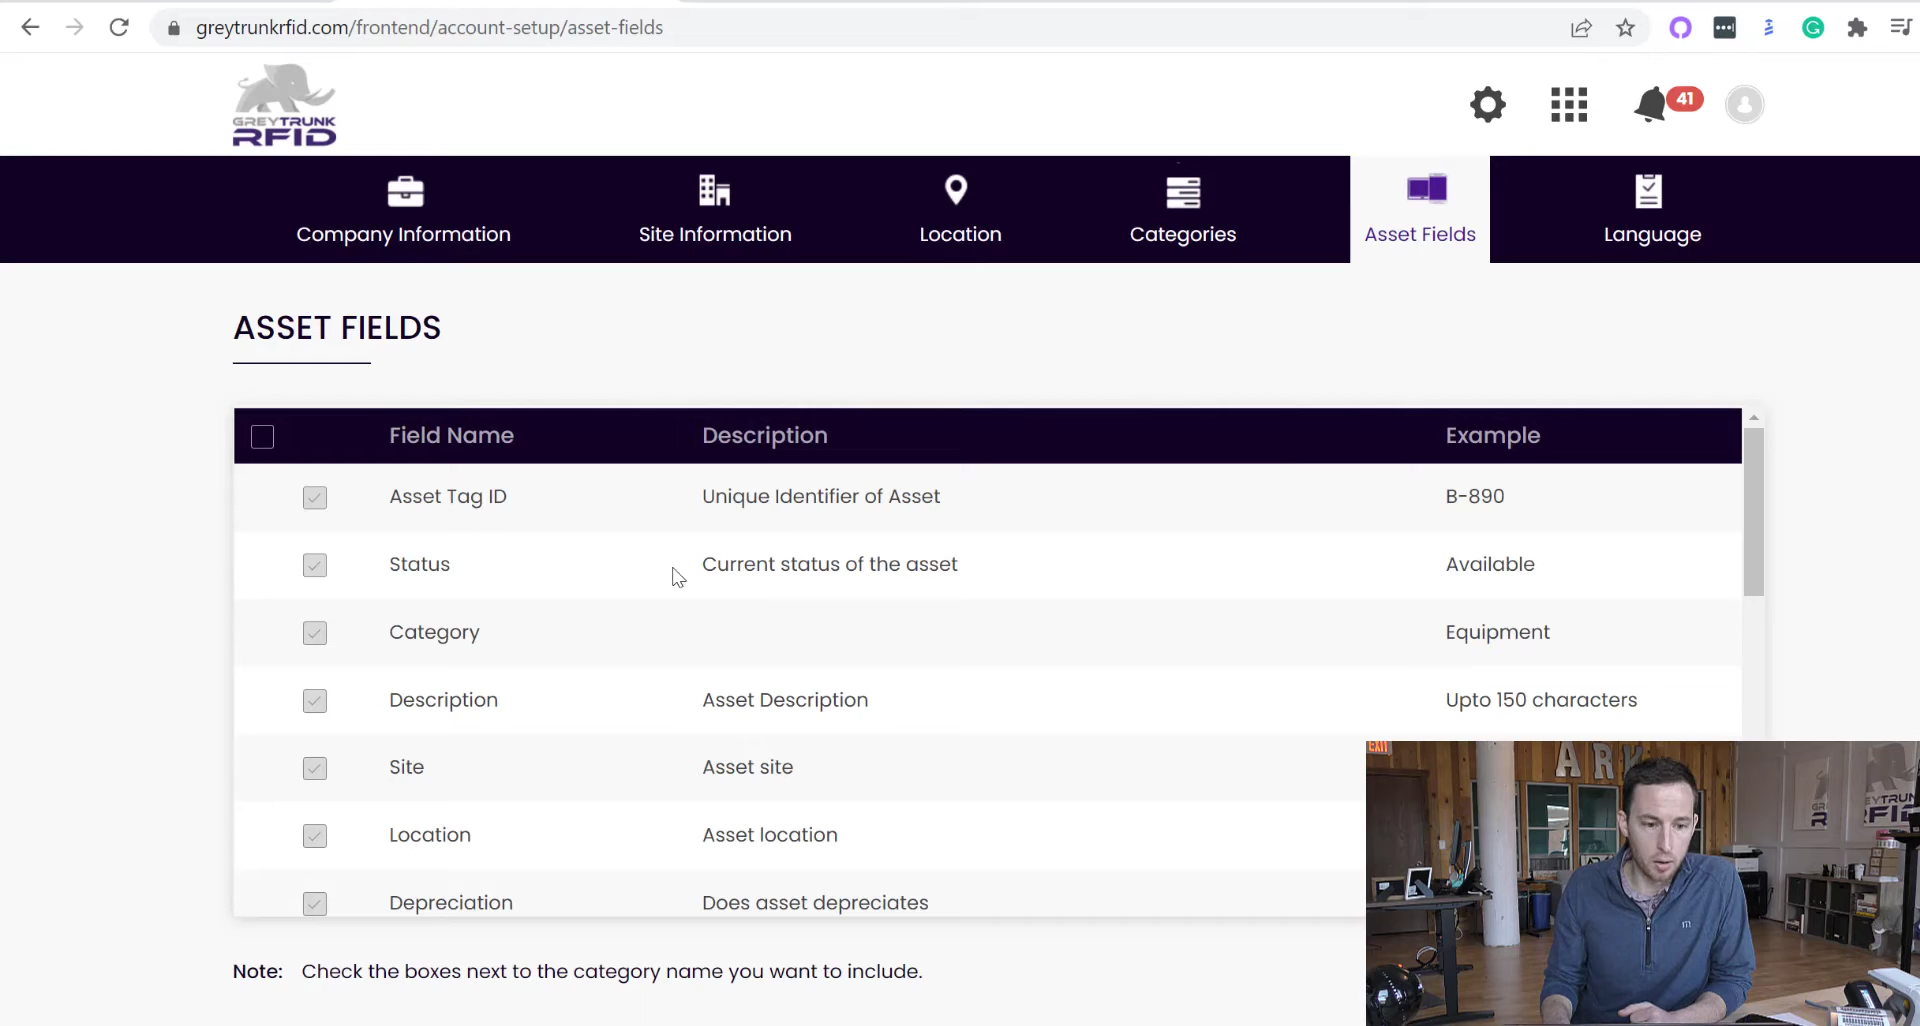 greytrunkrfid.com/frontend/account-setup/asset-fields
GREYTRUNK
RFID
41
Company Information
Site Information
Location
Categories
Asset Fields
Language
ASSET FIELDS
Field Name Description Example
Asset Tag ID Unique Identifier of Asset B-890
Status Current status of the asset Available
Category Equipment
Description Asset Description Upto 150 characters
Site Asset site
Location Asset location
Depreciation Does asset depreciates
Note: Check the boxes next to the category name you want to include.
EXIT
ARK